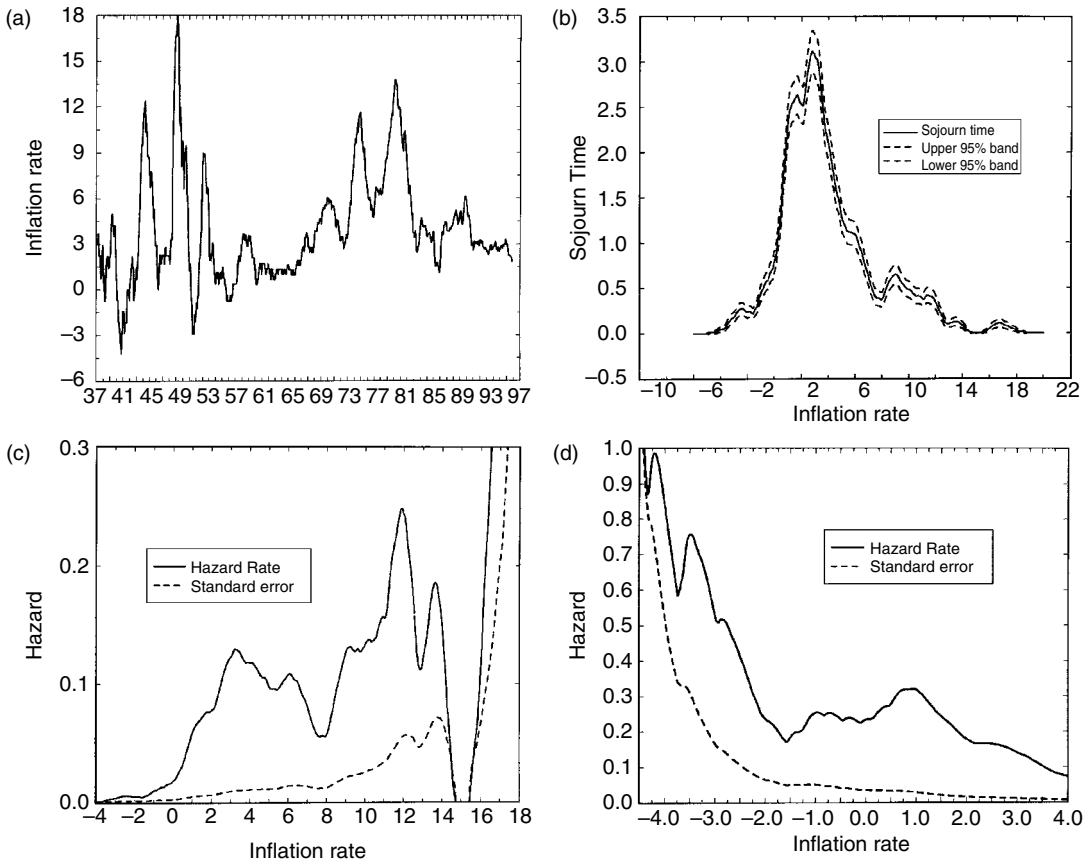 (a)
Inflation rate
18
15
12
9
6
3
0
–3
–6
37 41 45 49 53 57 61 65 69 73 77 81 85 89 93 97
(b)
Sojourn Time
3.5
3.0
2.5
2.0
1.5
1.0
0.5
0.0
–0.5
Sojourn time
Upper 95% band
Lower 95% band
–10 –6 –2 2 6 10 14 18 22
Inflation rate
(c)
Hazard
0.3
0.2
0.1
0.0
Hazard Rate
Standard error
–4 –2 0 2 4 6 8 10 12 14 16 18
Inflation rate
(d)
Hazard
1.0
0.9
0.8
0.7
0.6
0.5
0.4
0.3
0.2
0.1
0.0
Hazard Rate
Standard error
–4.0 –3.0 –2.0 –1.0 0.0 1.0 2.0 3.0 4.0
Inflation rate